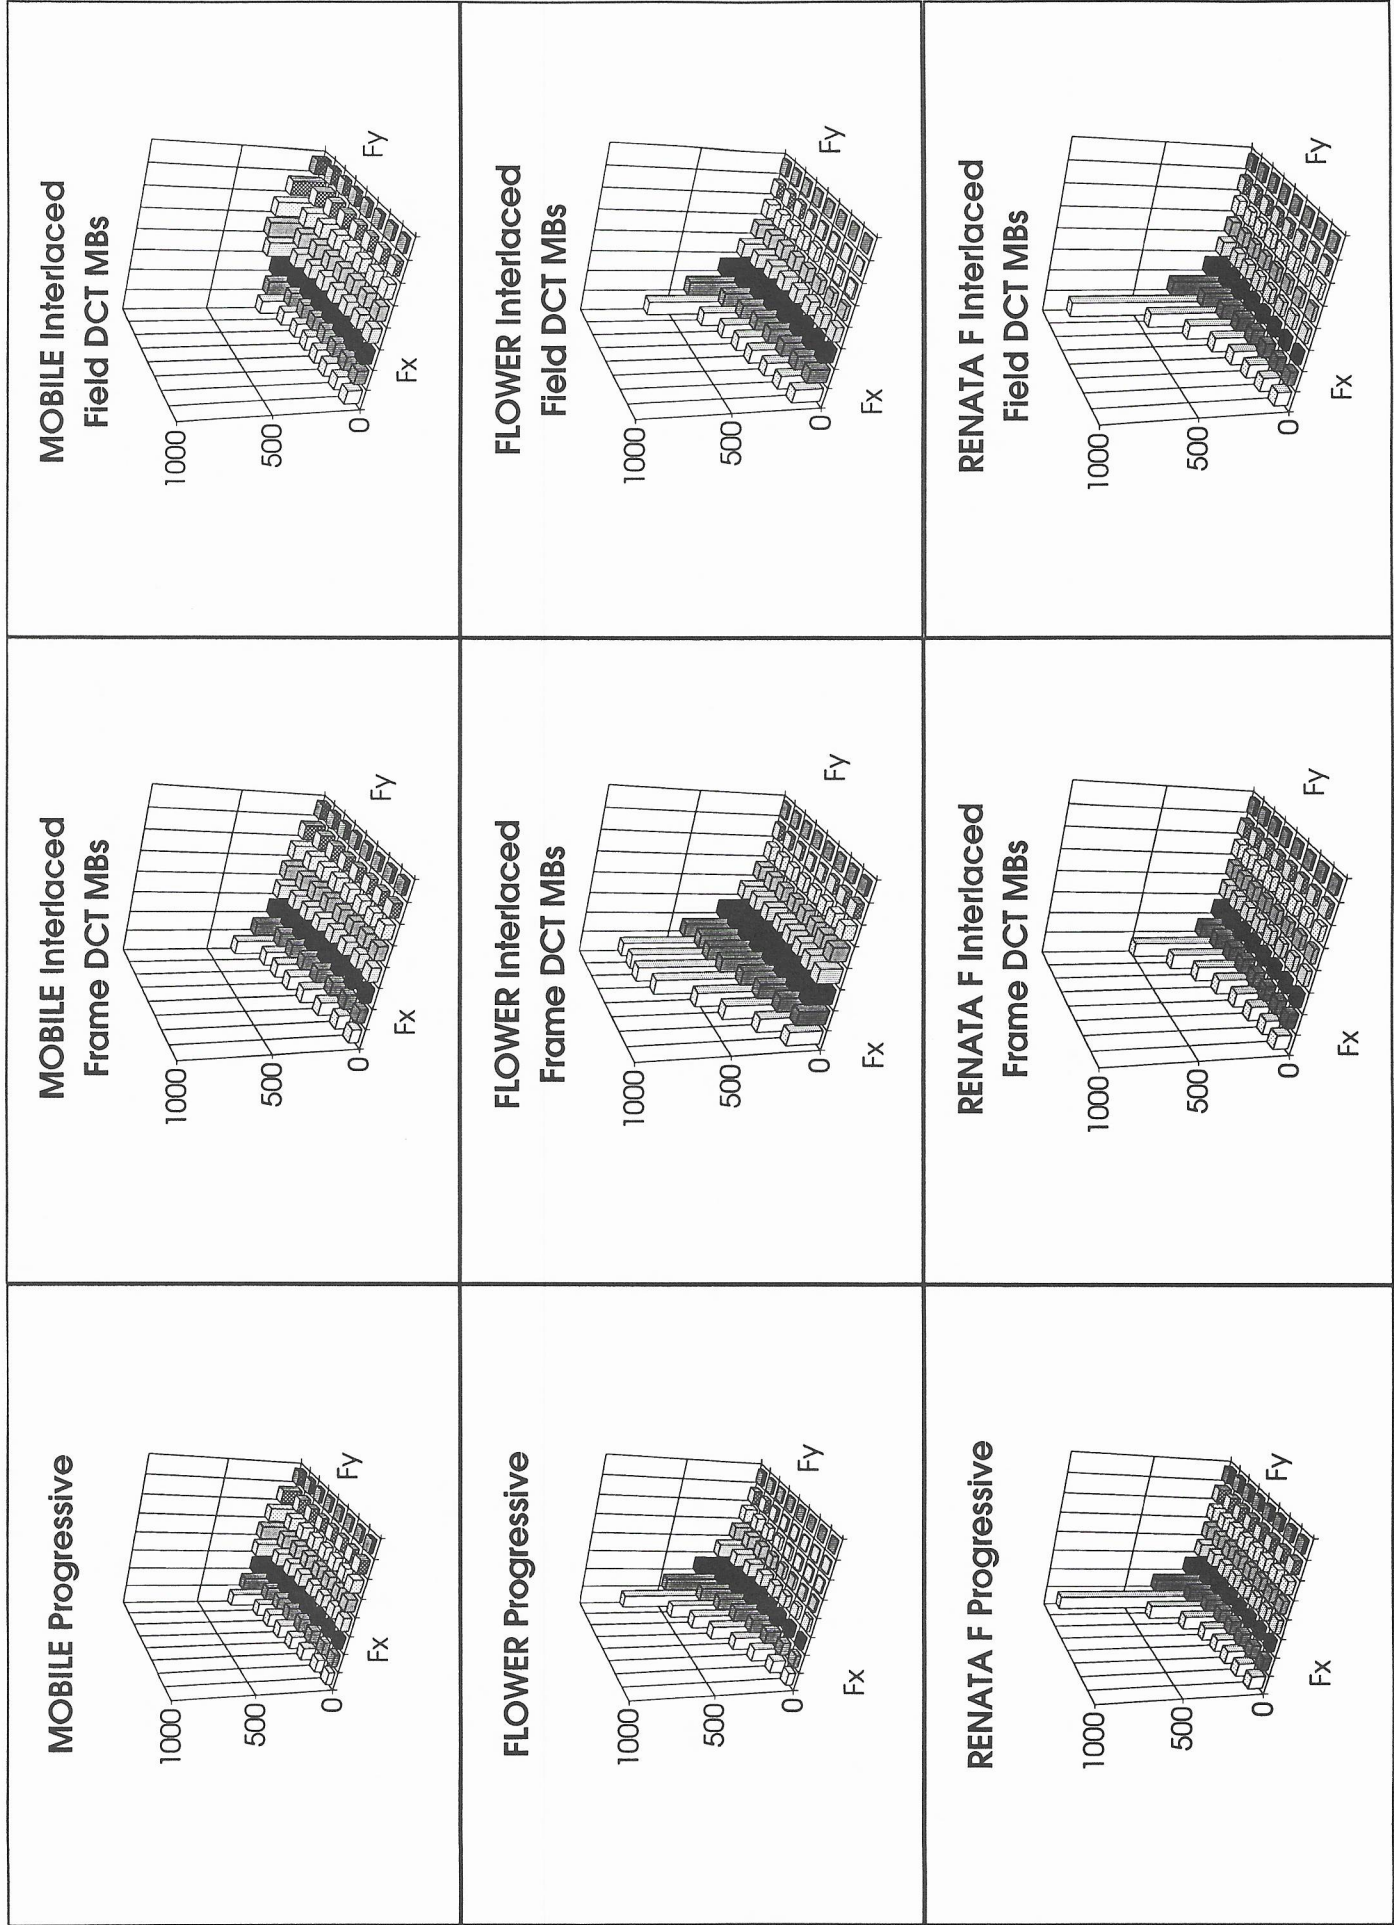 MOBILE Progressive
1000
500
0
Fx
Fy
MOBILE Interlaced
Frame DCT MBs
1000
500
0
Fx
Fy
MOBILE Interlaced
Field DCT MBs
1000
500
0
Fx
Fy
FLOWER Progressive
1000
500
0
Fx
Fy
FLOWER Interlaced
Frame DCT MBs
1000
500
0
Fx
Fy
FLOWER Interlaced
Field DCT MBs
1000
500
0
Fx
Fy
RENATA F Progressive
1000
500
0
Fx
Fy
RENATA F Interlaced
Frame DCT MBs
1000
500
0
Fx
Fy
RENATA F Interlaced
Field DCT MBs
1000
500
0
Fx
Fy